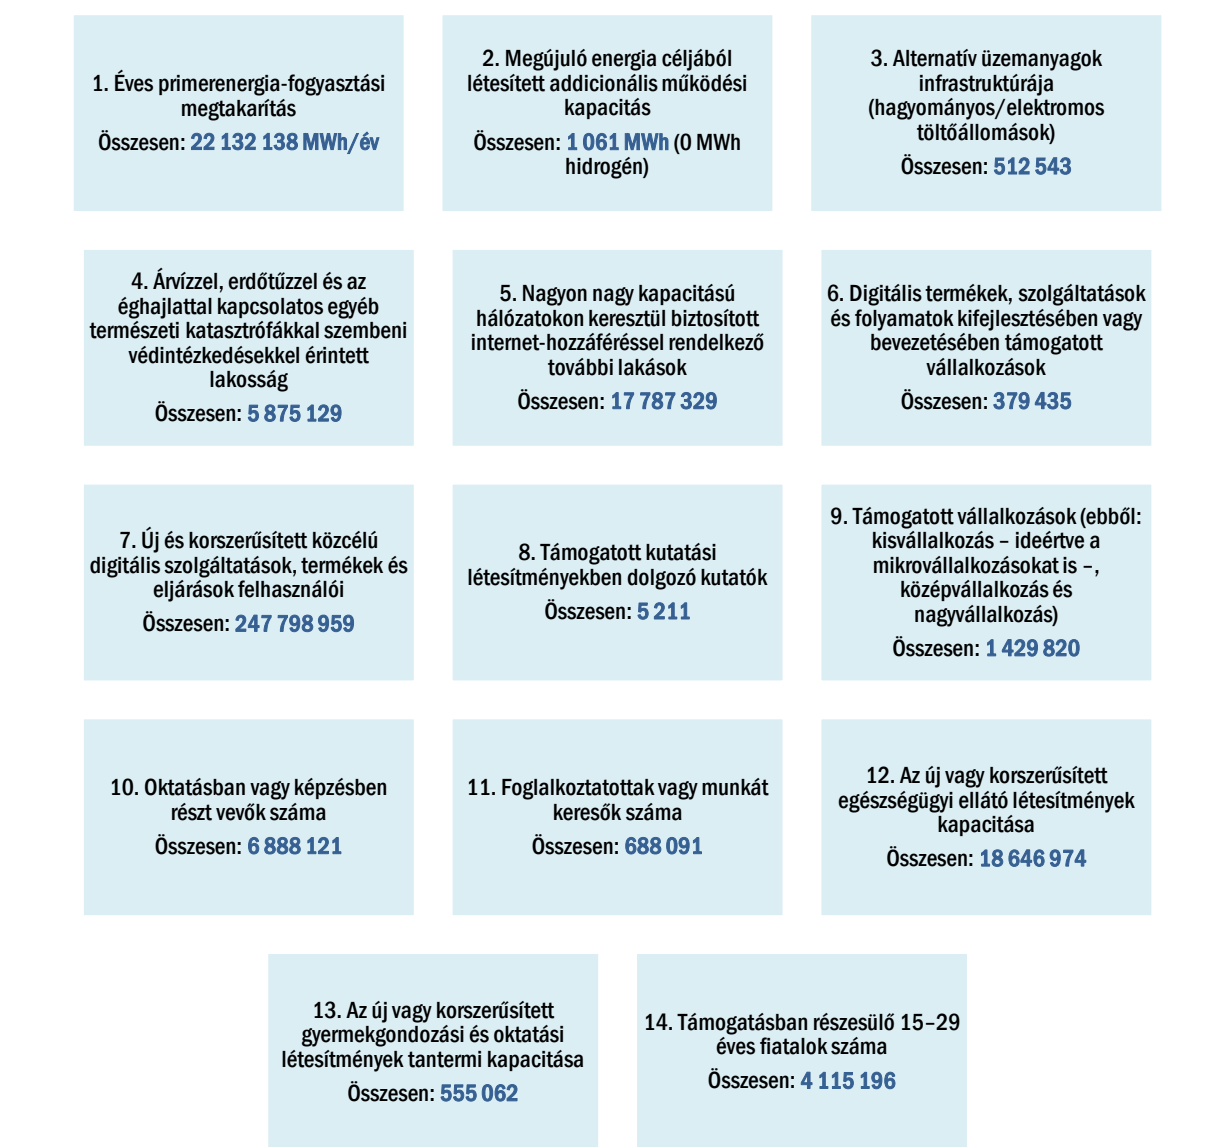 1. Éves primerenergia-fogyasztási
megtakarítás
Összesen: 22 132 138 MWh/év
2. Megújuló energia céljából
létesített addicionális működési
kapacitás
Összesen: 1 061 MWh (0 MWh
hidrogén)
3. Alternatív üzemanyagok
infrastruktúrája
(hagyományos/elektromos
töltőállomások)
Összesen: 512 543
4. Árvízzel, erdőtűzzel és az
éghajlattal kapcsolatos egyéb
természeti katasztrófákkal szembeni
védintézkedésekkel érintett
lakosság
Összesen: 5 875 129
5. Nagyon nagy kapacitású
hálózatokon keresztül biztosított
internet-hozzáféréssel rendelkező
további lakások
Összesen: 17 787 329
6. Digitális termékek, szolgáltatások
és folyamatok kifejlesztésében vagy
bevezetésében támogatott
vállalkozások
Összesen: 379 435
7. Új és korszerűsített közcélú
digitális szolgáltatások, termékek és
eljárások felhasználói
Összesen: 247 798 959
8. Támogatott kutatási
létesítményekben dolgozó kutatók
Összesen: 5 211
9. Támogatott vállalkozások (ebből:
kisvállalkozás – ideértve a
mikrovállalkozásokat is –,
középvállalkozás és
nagyvállalkozás)
Összesen: 1 429 820
10. Oktatásban vagy képzésben
részt vevők száma
Összesen: 6 888 121
11. Foglalkoztatottak vagy munkát
keresők száma
Összesen: 688 091
12. Az új vagy korszerűsített
egészségügyi ellátó létesítmények
kapacitása
Összesen: 18 646 974
13. Az új vagy korszerűsített
gyermekgondozási és oktatási
létesítmények tantermi kapacitása
Összesen: 555 062
14. Támogatásban részesülő 15–29
éves fiatalok száma
Összesen: 4 115 196